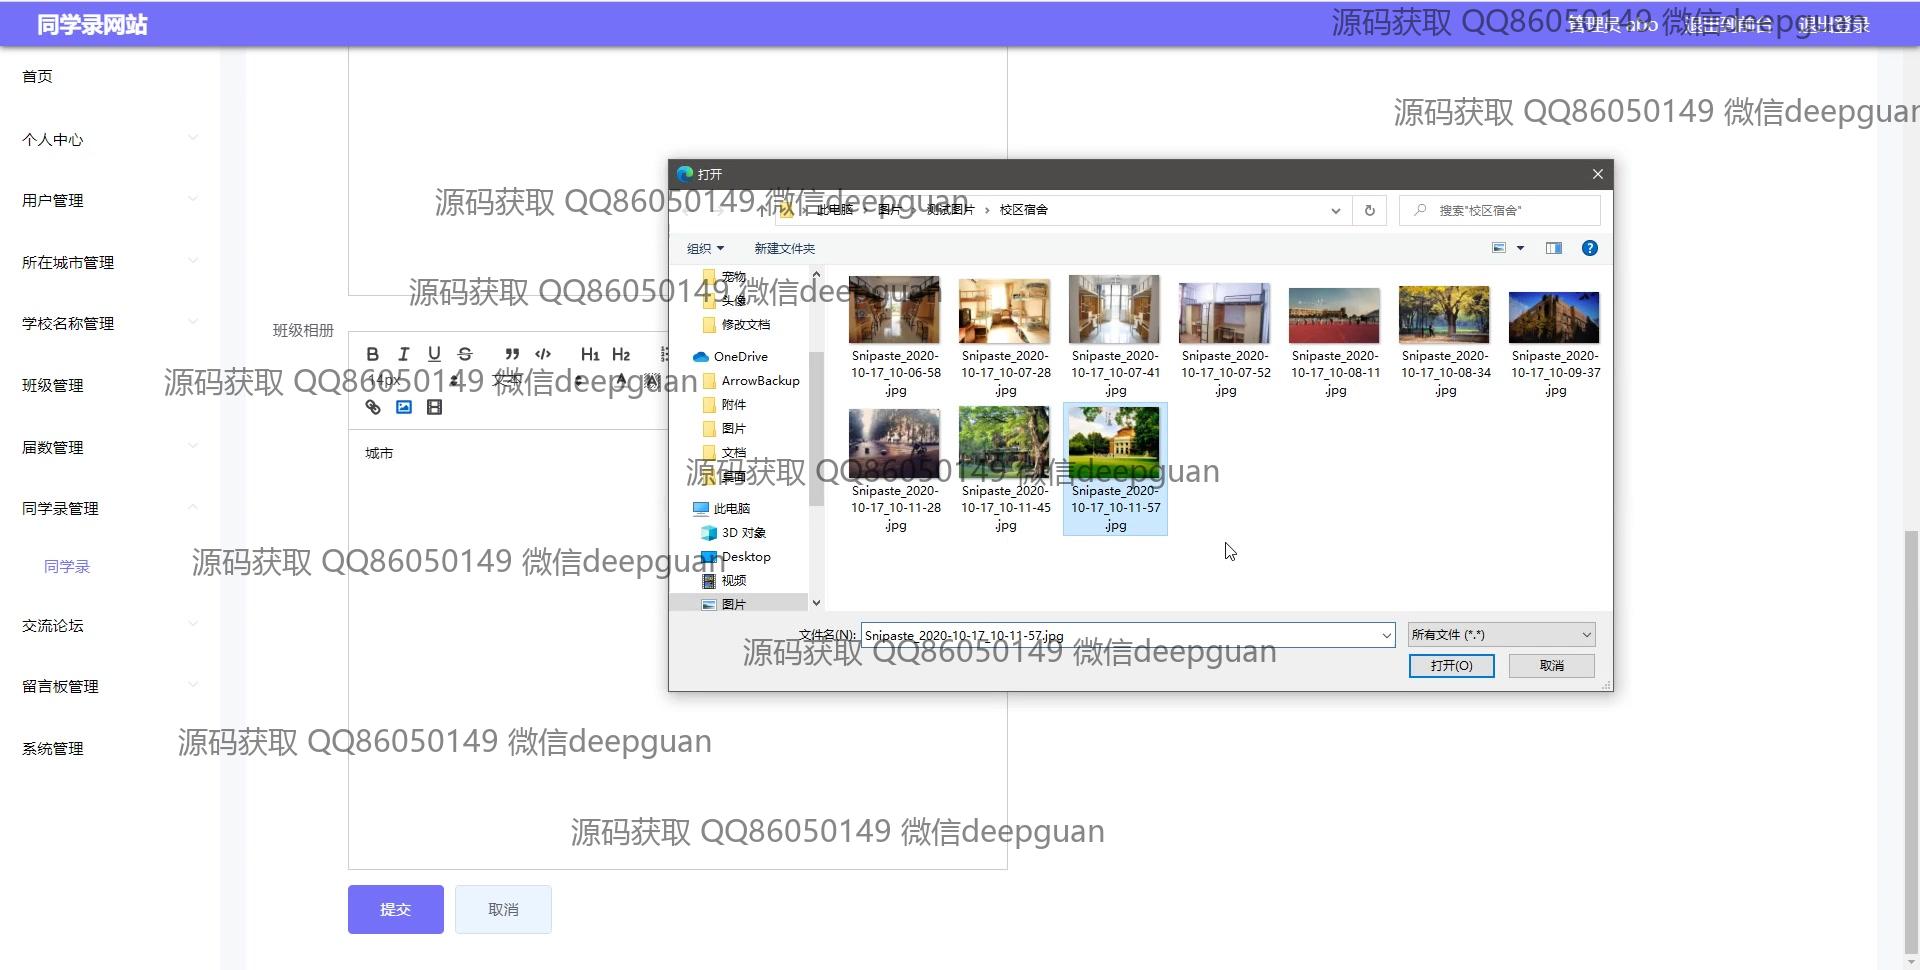 同学录网站
管理员 abo
退出到前台
退出登录
源码获取 QQ86050149 微信deepguan
首页
个人中心
用户管理
所在城市管理
学校名称管理
班级管理
届数管理
同学录管理
同学录
交流论坛
留言板管理
系统管理
源码获取 QQ86050149 微信deepguan
源码获取 QQ86050149 微信deepguan
源码获取 QQ86050149 微信deepguan
班级相册
B I U S H1 H2
14px
文本
A A
源码获取 QQ86050149 微信deepguan
城市
打开
此电脑 › 图片 › 测试图片 › 校区宿舍
搜索"校区宿舍"
组织
新建文件夹
宠物
头像
修改文档
OneDrive
ArrowBackup
附件
图片
文档
桌面
此电脑
3D 对象
Desktop
视频
图片
Snipaste_2020-
10-17_10-06-58
.jpg
Snipaste_2020-
10-17_10-07-28
.jpg
Snipaste_2020-
10-17_10-07-41
.jpg
Snipaste_2020-
10-17_10-07-52
.jpg
Snipaste_2020-
10-17_10-08-11
.jpg
Snipaste_2020-
10-17_10-08-34
.jpg
Snipaste_2020-
10-17_10-09-37
.jpg
Snipaste_2020-
10-17_10-11-28
.jpg
Snipaste_2020-
10-17_10-11-45
.jpg
Snipaste_2020-
10-17_10-11-57
.jpg
源码获取 QQ86050149 微信deepguan
源码获取 QQ86050149 微信deepguan
文件名(N):
Snipaste_2020-10-17_10-11-57.jpg
所有文件 (*.*)
打开(O)
取消
源码获取 QQ86050149 微信deepguan
源码获取 QQ86050149 微信deepguan
源码获取 QQ86050149 微信deepguan
提交
取消